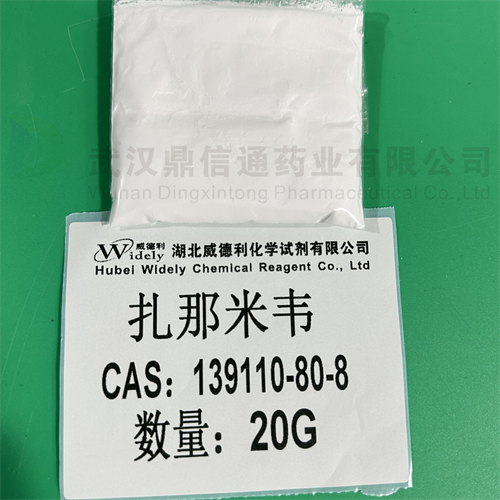 武汉鼎信通药业有限公司
Wuhan Dingxintong Pharmaceutical Co.,Ltd.
威德利
Widely
湖北威德利化学试剂有限公司
Hubei Widely Chemical Reagent Co., Ltd
扎那米韦
CAS：139110-80-8
数量：20G